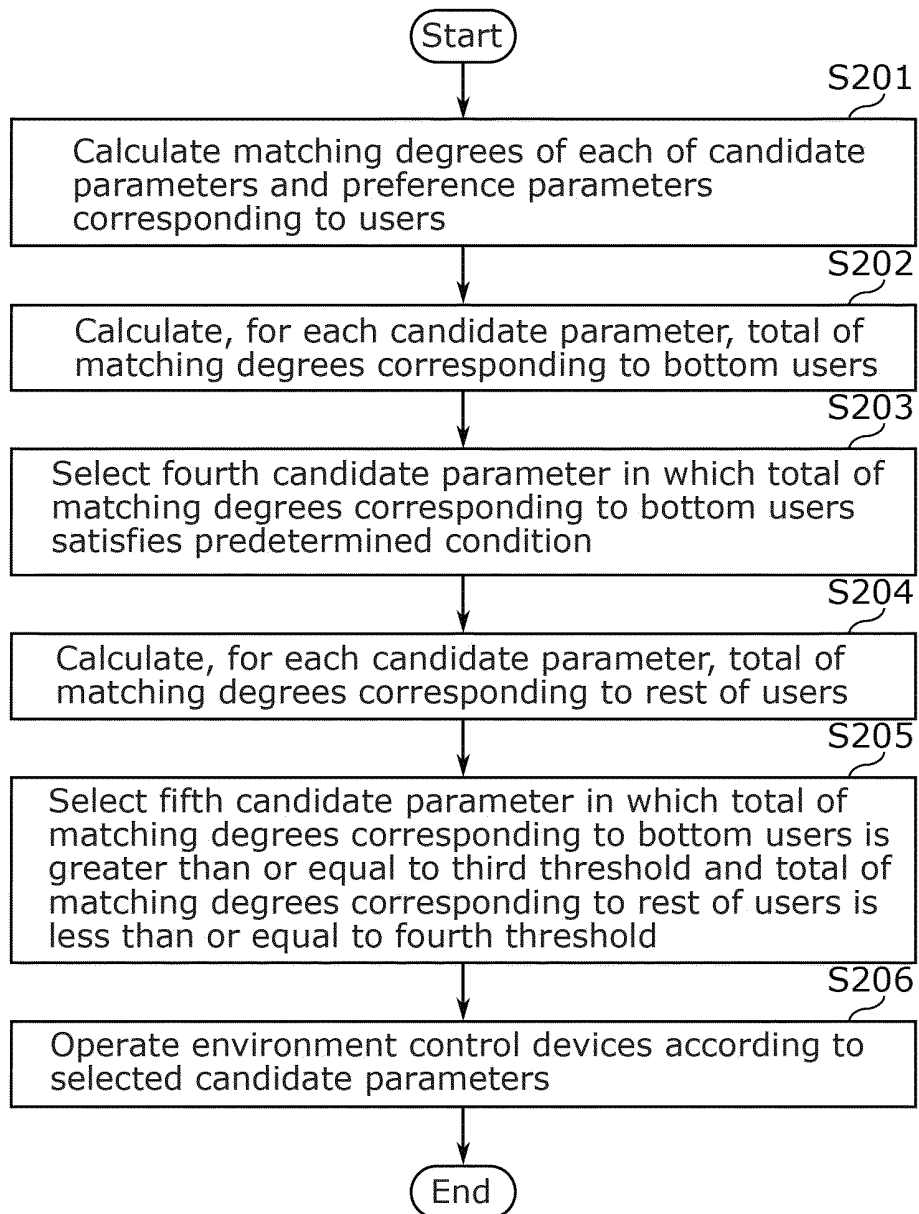 Start
S201
Calculate matching degrees of each of candidate
parameters and preference parameters
corresponding to users
S202
Calculate, for each candidate parameter, total of
matching degrees corresponding to bottom users
S203
Select fourth candidate parameter in which total of
matching degrees corresponding to bottom users
satisfies predetermined condition
S204
Calculate, for each candidate parameter, total of
matching degrees corresponding to rest of users
S205
Select fifth candidate parameter in which total of
matching degrees corresponding to bottom users is
greater than or equal to third threshold and total of
matching degrees corresponding to rest of users is
less than or equal to fourth threshold
S206
Operate environment control devices according to
selected candidate parameters
End